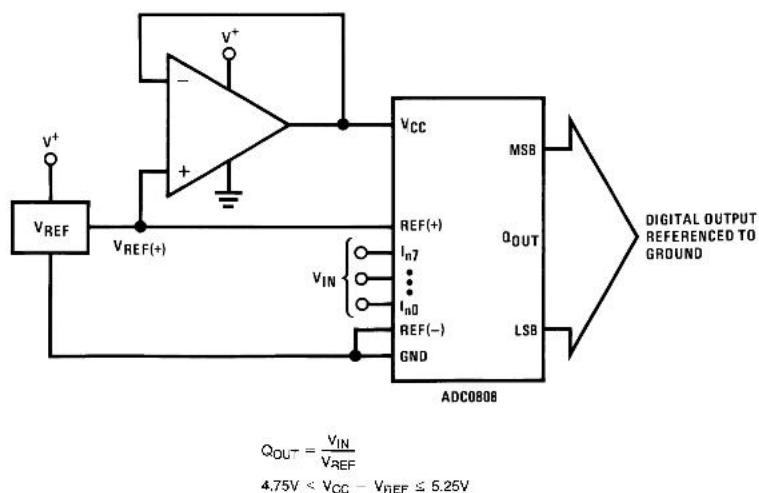 V+
−
V+
VCC
MSB
+
VREF
VREF(+)
REF(+)
In7
VIN
In0
REF(−)
GND
QOUT
LSB
DIGITAL OUTPUT
REFERENCED TO
GROUND
ADC0808
QOUT = VIN / VREF
4.75V < VCC − VREF ≤ 5.25V